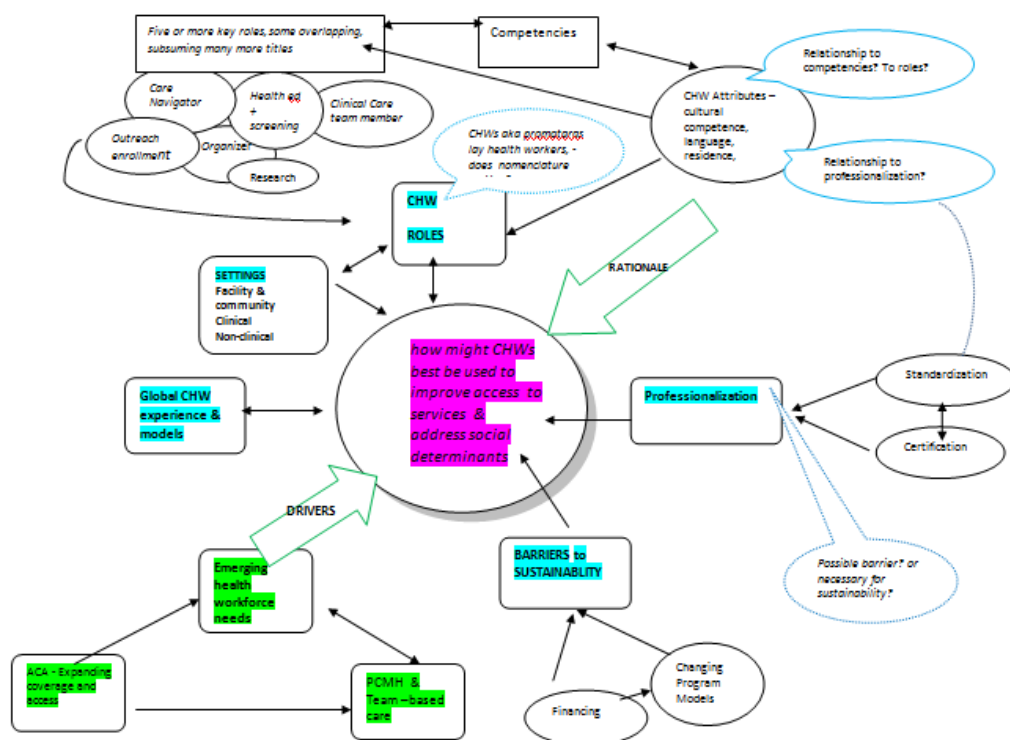 Five or more key roles, some overlapping,
subsuming many more titles
Competencies
Relationship to
competencies? To roles?
Care
Navigator
Health ed
+
screening
Clinical Care
team member
CHW Attributes –
cultural
competence,
language,
residence,
Outreach
enrollment
Organizer
Research
CHWs aka promatoras
lay health workers, -
does nomenclature
Relationship to
professionalization?
CHW
ROLES
RATIONALE
SETTINGS
Facility &
community
Clinical
Non-clinical
how might CHWs
best be used to
improve access to
services &
address social
determinants
Standardization
Global CHW
experience &
models
Professionalization
Certification
DRIVERS
BARRIERS to
SUSTAINABLITY
Possible barrier? or
necessary for
sustainability?
Emerging
health
workforce
needs
ACA - Expanding
coverage and
access
PCMH &
Team –based
care
Changing
Program
Models
Financing